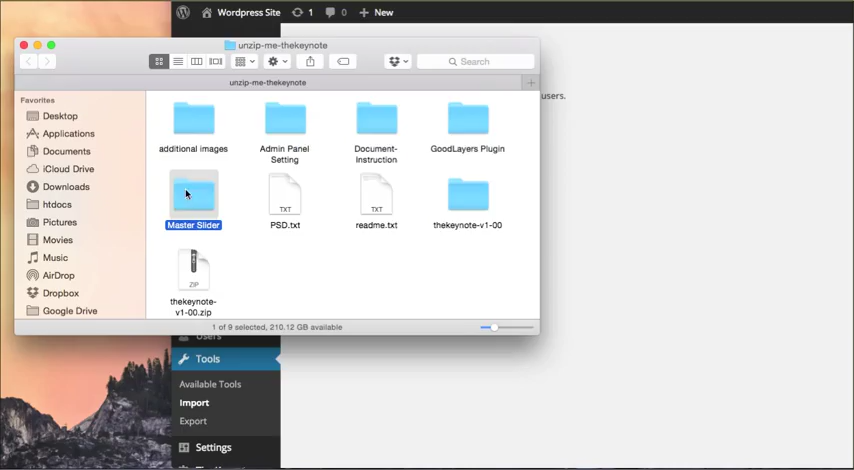 Wordpress Site 1 0 New
unzip-me-thekeynote
Search
unzip-me-thekeynote
users.
Favorites
Desktop
Applications
Documents
iCloud Drive
Downloads
htdocs
Pictures
Movies
Music
AirDrop
Dropbox
Google Drive
additional images
Admin Panel
Setting
Document-
Instruction
GoodLayers Plugin
Master Slider
TXT
PSD.txt
TXT
readme.txt
thekeynote-v1-00
ZIP
thekeynote-
v1-00.zip
1 of 9 selected, 210.12 GB available
Users
Tools
Available Tools
Import
Export
Settings